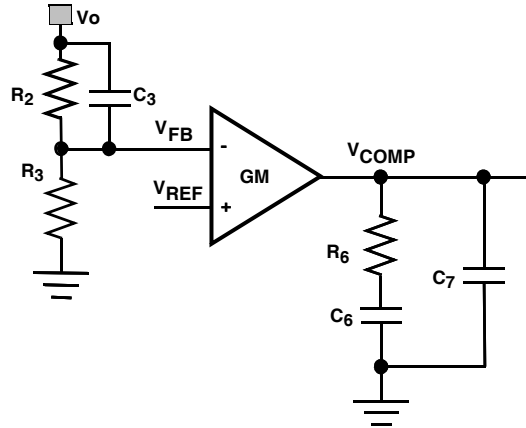 Vo
R2
C3
VFB
VCOMP
-
GM
R3
VREF
+
R6
C7
C6